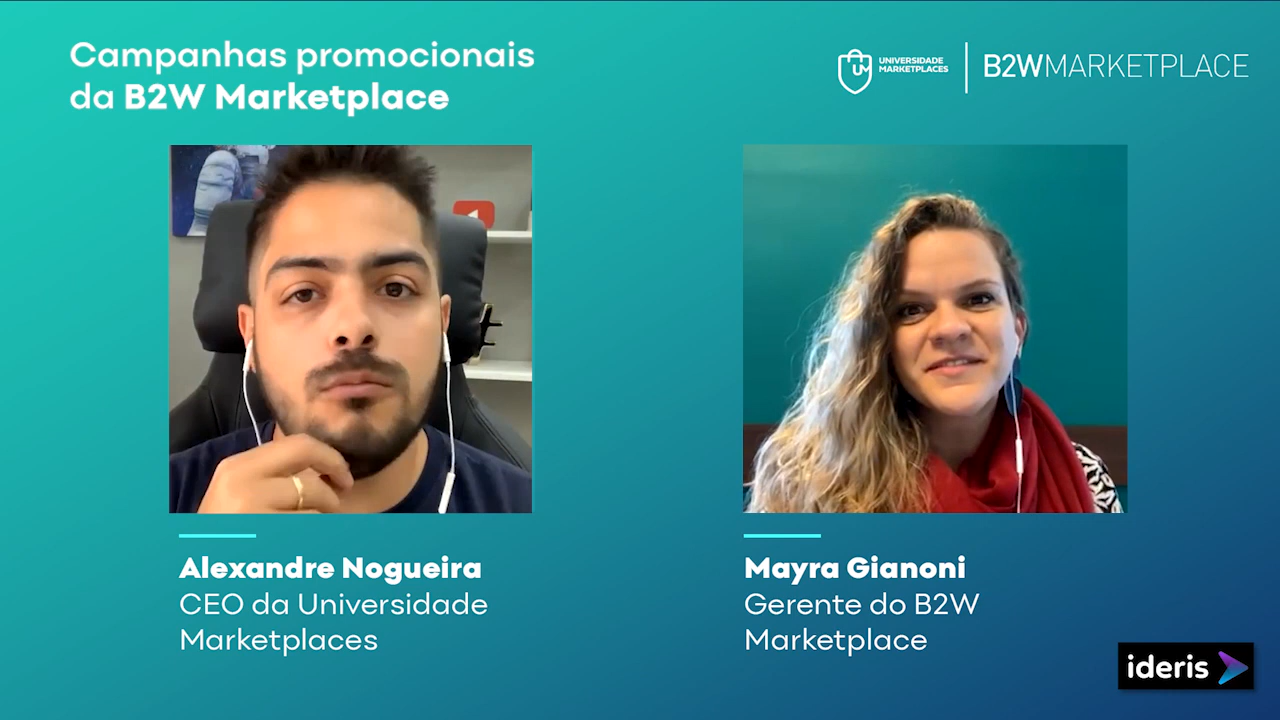 Campanhas promocionais
da B2W Marketplace
UM
UNIVERSIDADE
MARKETPLACES
B2WMARKETPLACE
Alexandre Nogueira
CEO da Universidade
Marketplaces
Mayra Gianoni
Gerente do B2W
Marketplace
ideris